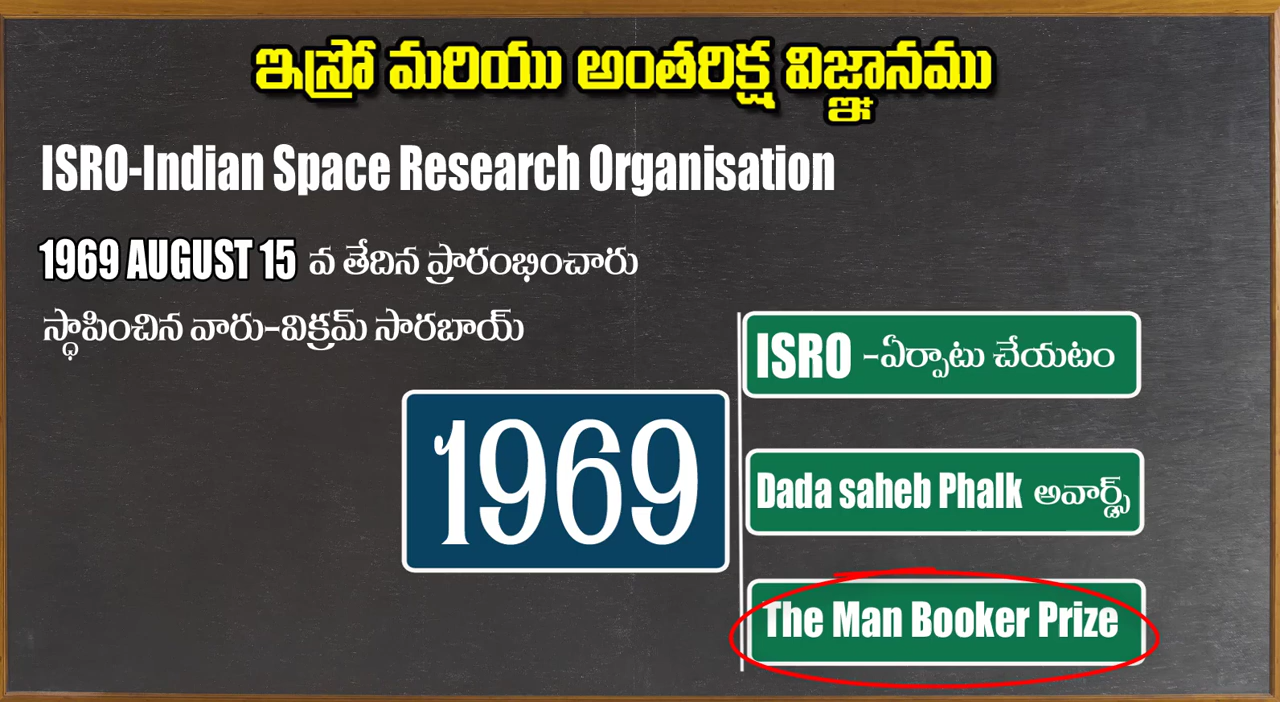 ఇస్రో మరియు అంతరిక్ష విజ్ఞానము
ISRO-Indian Space Research Organisation
1969 AUGUST 15 వ తేదిన ప్రారంభించారు
స్థాపించిన వారు-విక్రమ్ సారబాయ్
1969
ISRO -ఏర్పాటు చేయటం
Dada saheb Phalk అవార్డ్స్
The Man Booker Prize